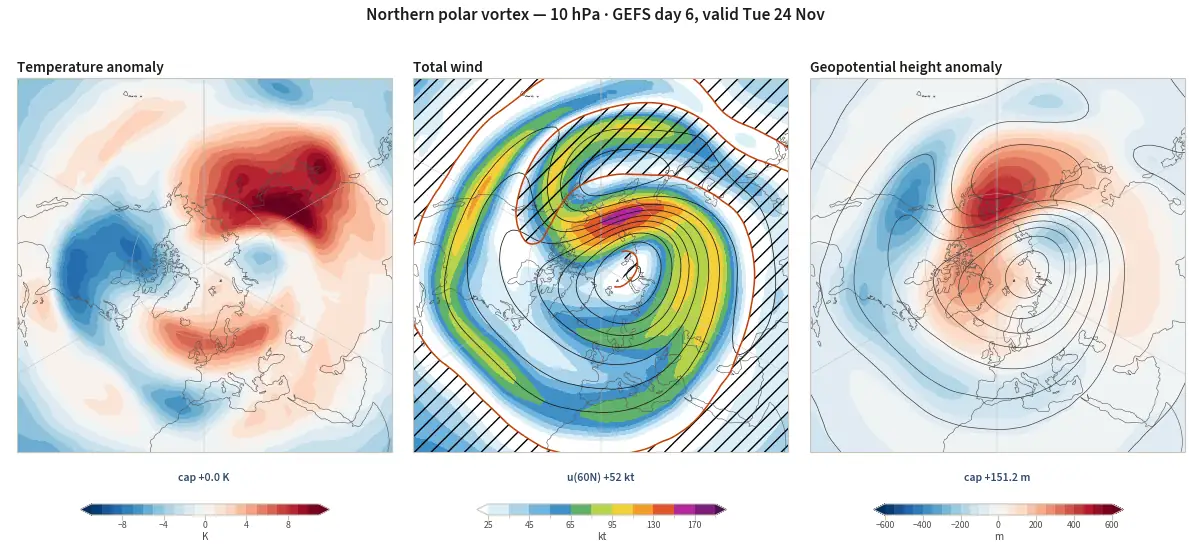 Northern polar vortex — 10 hPa · GEFS day 6, valid Tue 24 Nov
Temperature anomaly
Total wind
Geopotential height anomaly
cap +0.0 K
u(60N) +52 kt
cap +151.2 m
−8 −4 0 4 8
K
25 45 65 95 130 170
kt
−600 −400 −200 0 200 400 600
m